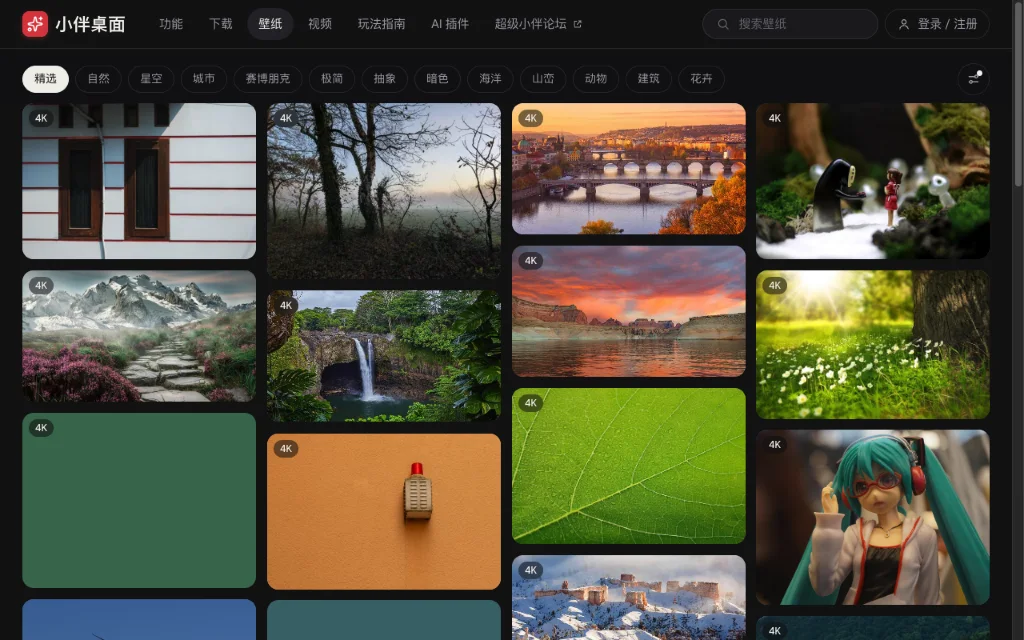 小伴桌面 功能 下载 壁纸 视频 玩法指南 AI 插件 超级小伴论坛 搜索壁纸 登录 / 注册
精选 自然 星空 城市 赛博朋克 极简 抽象 暗色 海洋 山峦 动物 建筑 花卉
4K 4K 4K 4K
4K 4K 4K 4K
4K 4K 4K 4K
4K 4K